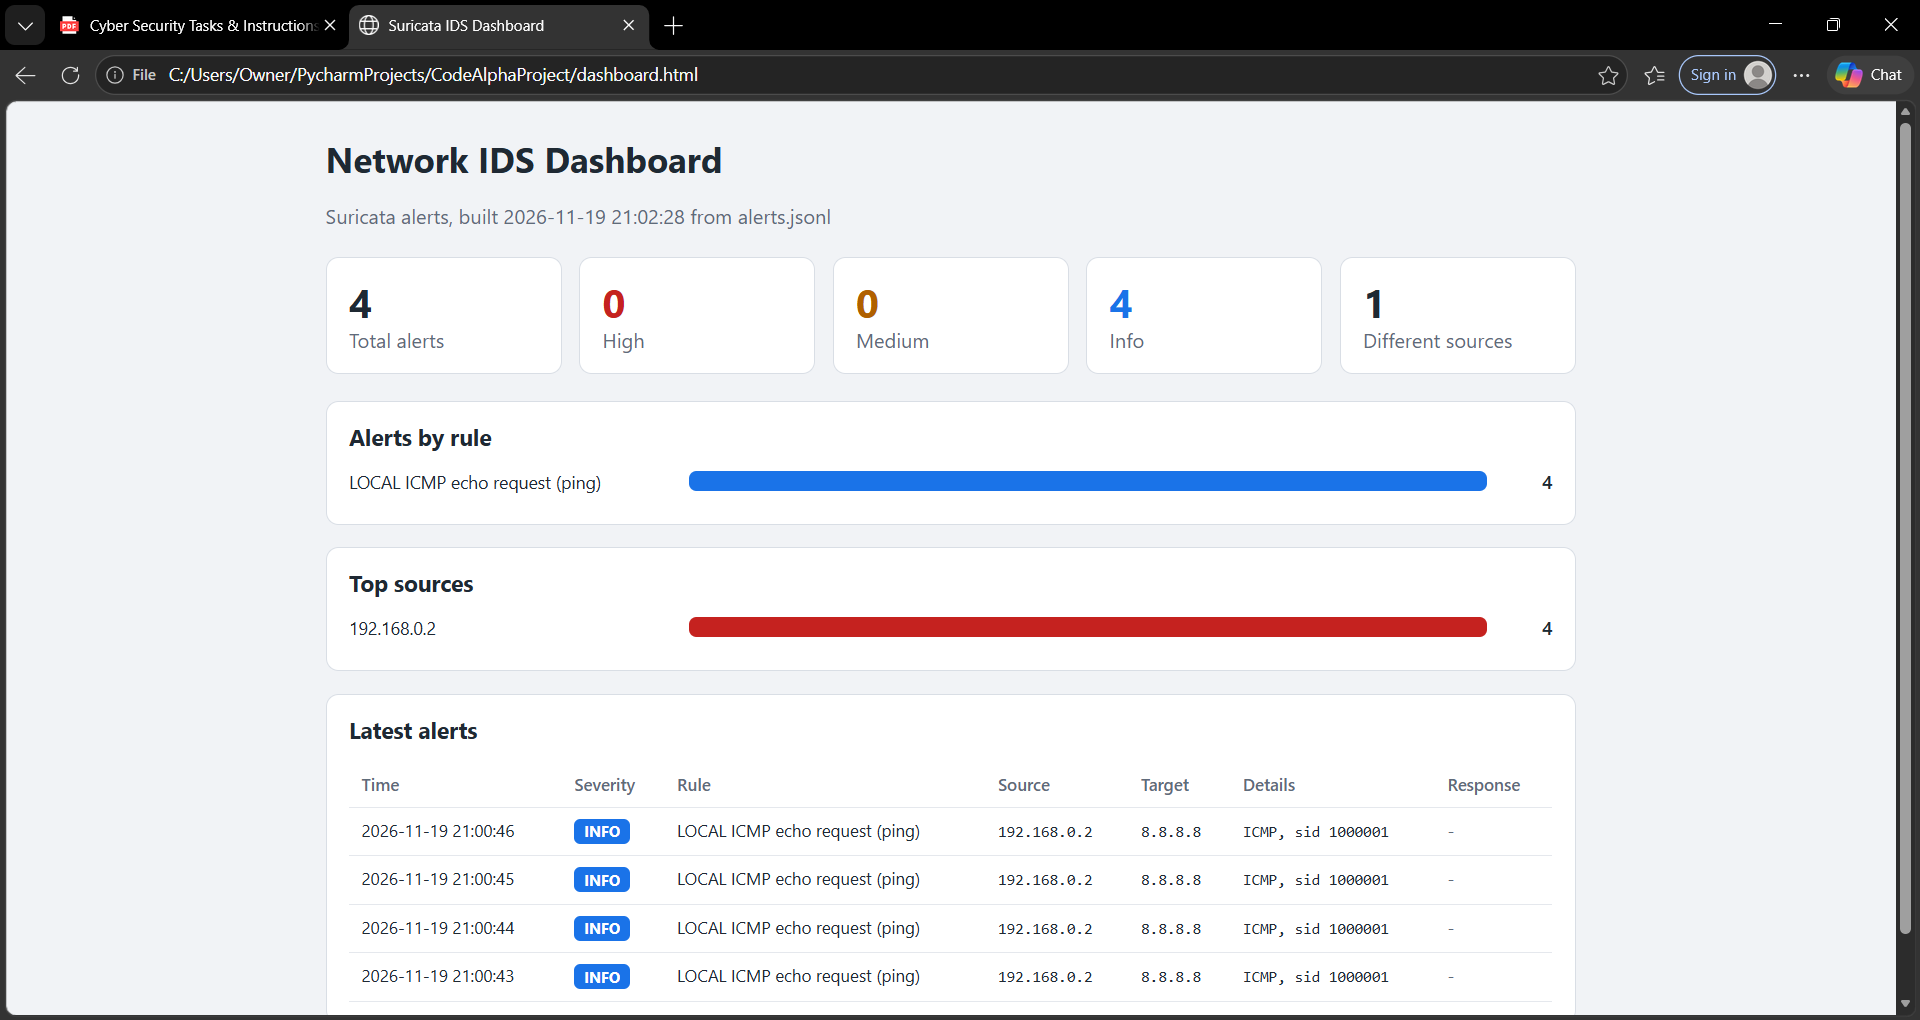 Cyber Security Tasks & Instructions
Suricata IDS Dashboard
File C:/Users/Owner/PycharmProjects/CodeAlphaProject/dashboard.html
Sign in
Chat
Network IDS Dashboard
Suricata alerts, built 2026-11-19 21:02:28 from alerts.jsonl
4 0 0 4 1
Total alerts High Medium Info Different sources
Alerts by rule
LOCAL ICMP echo request (ping) 4
Top sources
192.168.0.2 4
Latest alerts
Time Severity Rule Source Target Details Response
2026-11-19 21:00:46 INFO LOCAL ICMP echo request (ping) 192.168.0.2 8.8.8.8 ICMP, sid 1000001 -
2026-11-19 21:00:45 INFO LOCAL ICMP echo request (ping) 192.168.0.2 8.8.8.8 ICMP, sid 1000001 -
2026-11-19 21:00:44 INFO LOCAL ICMP echo request (ping) 192.168.0.2 8.8.8.8 ICMP, sid 1000001 -
2026-11-19 21:00:43 INFO LOCAL ICMP echo request (ping) 192.168.0.2 8.8.8.8 ICMP, sid 1000001 -